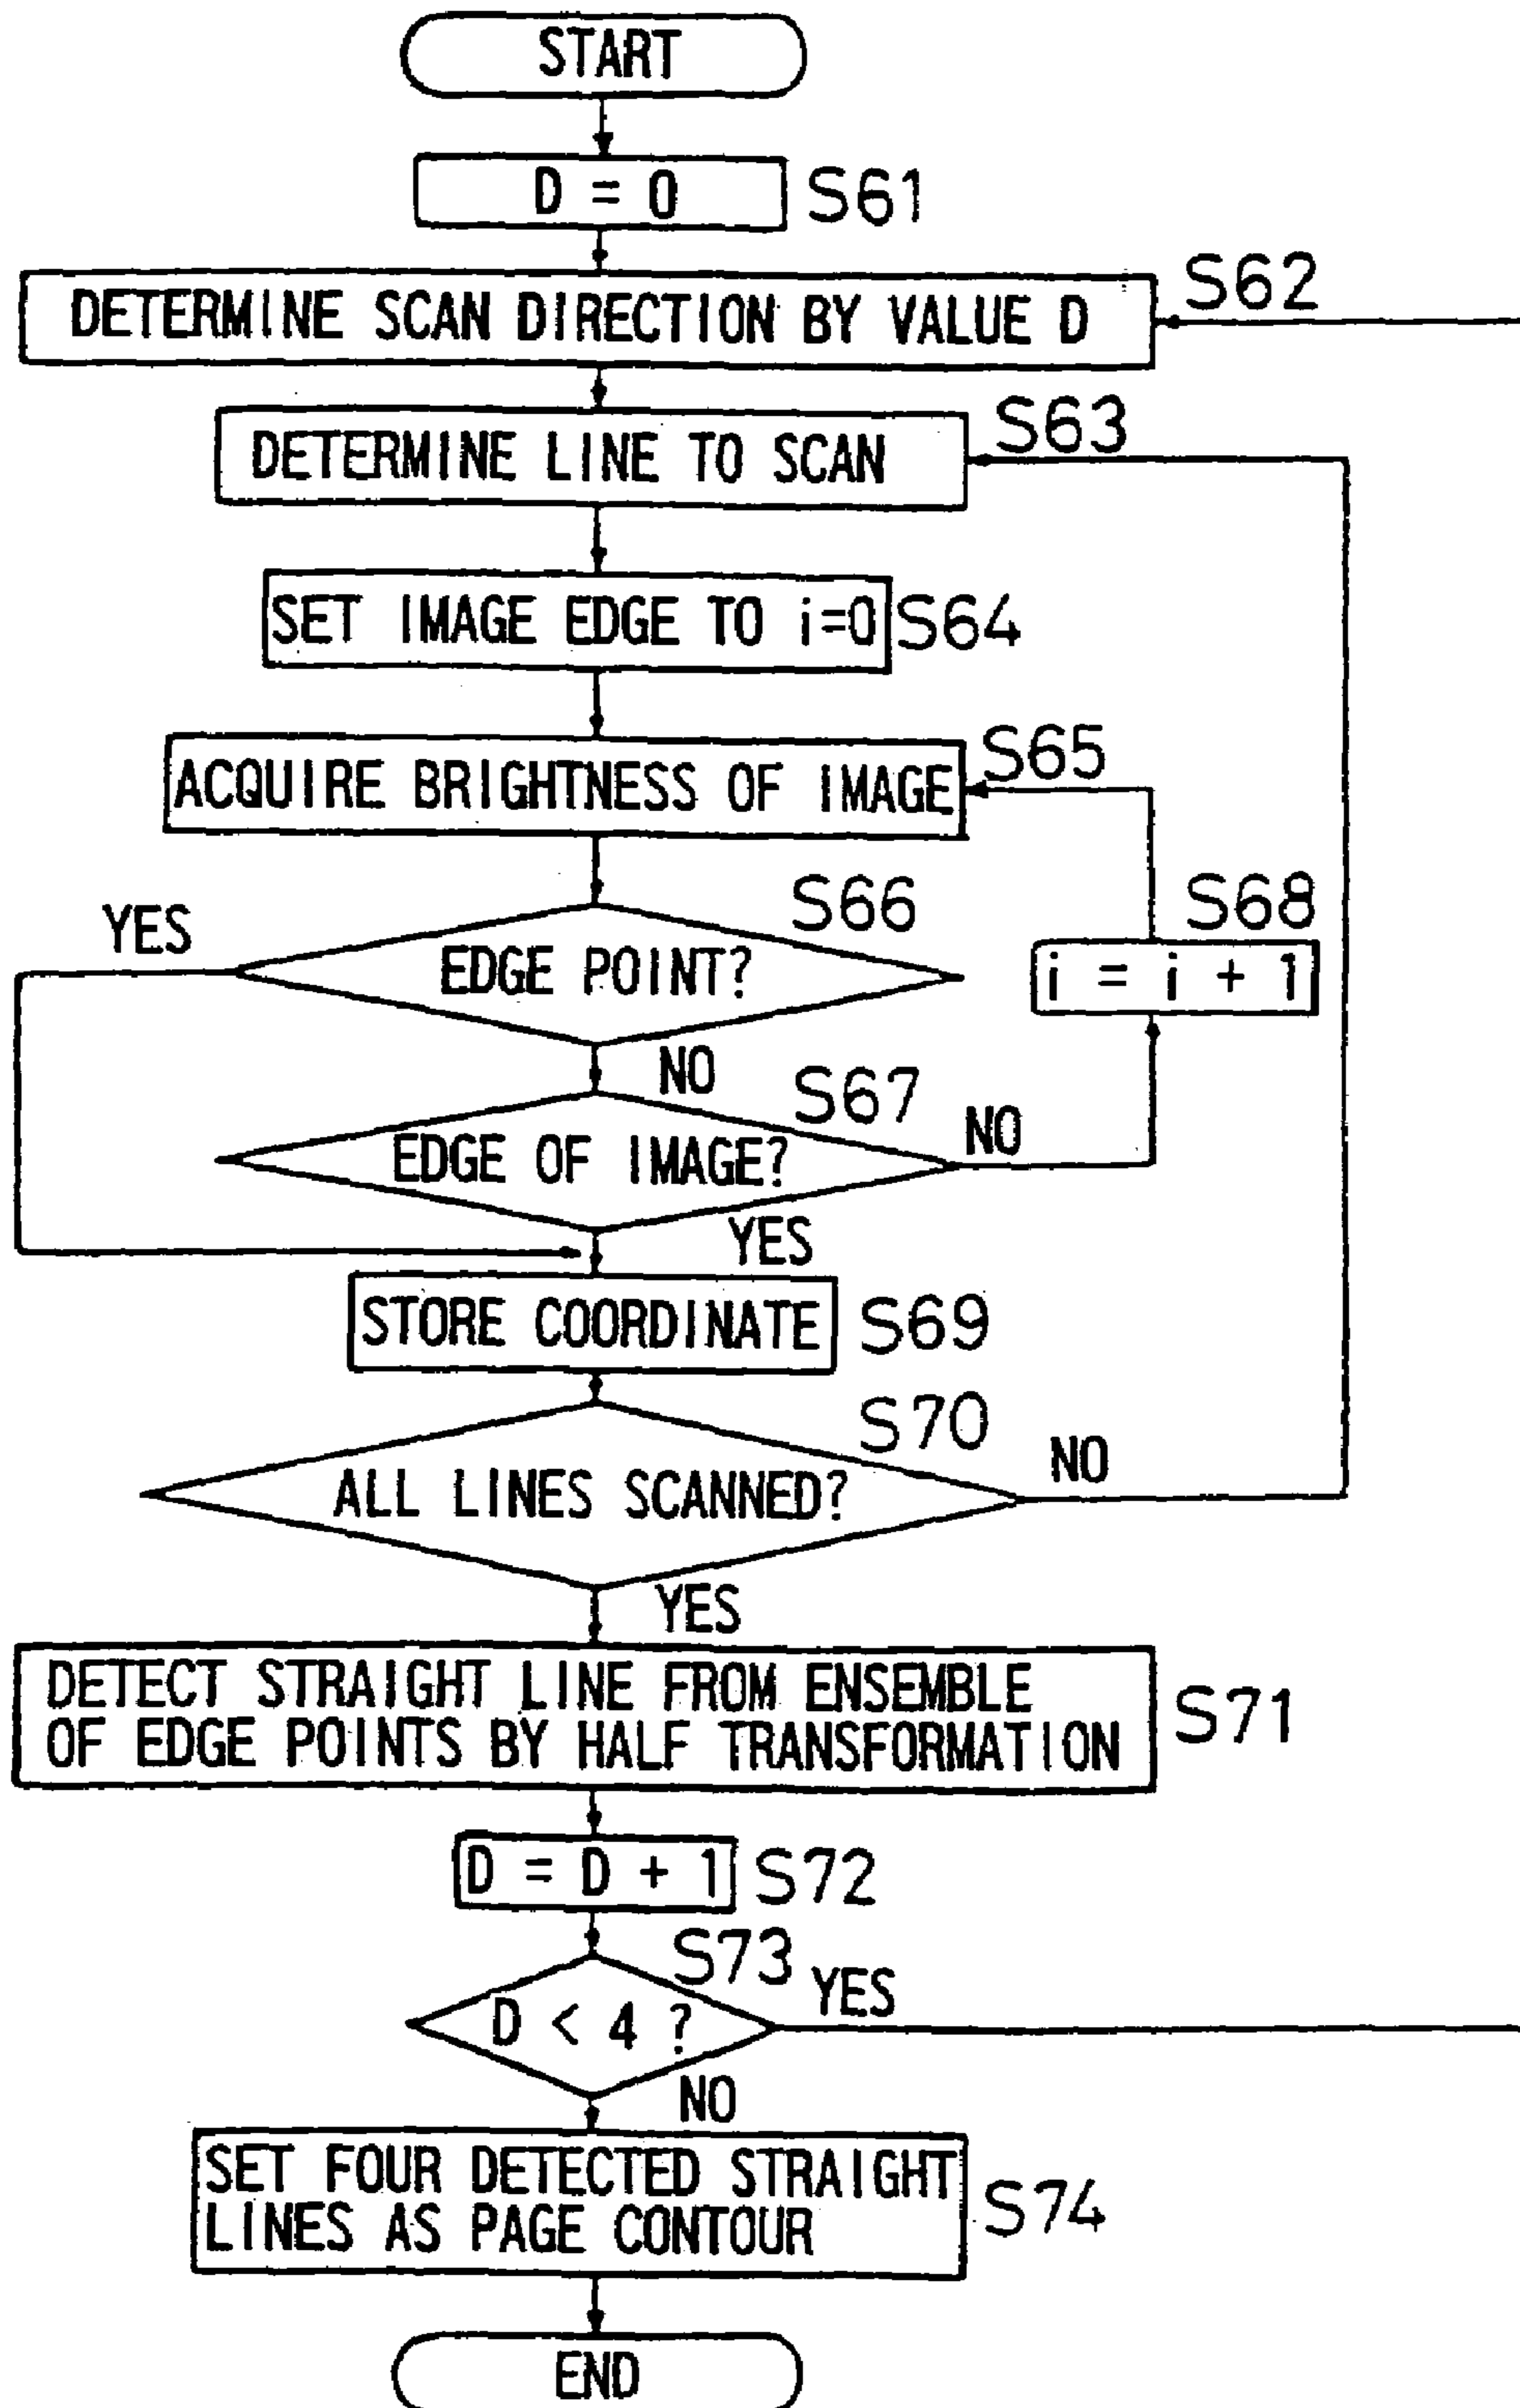 START
D = 0
S61
DETERMINE SCAN DIRECTION BY VALUE D
S62
DETERMINE LINE TO SCAN
S63
SET IMAGE EDGE TO i=0
S64
ACQUIRE BRIGHTNESS OF IMAGE
S65
YES
EDGE POINT?
S66
i = i + 1
S68
NO
EDGE OF IMAGE?
S67
NO
YES
STORE COORDINATE
S69
ALL LINES SCANNED?
S70
NO
YES
DETECT STRAIGHT LINE FROM ENSEMBLE
OF EDGE POINTS BY HALF TRANSFORMATION
S71
D = D + 1
S72
D < 4 ?
S73
YES
NO
SET FOUR DETECTED STRAIGHT
LINES AS PAGE CONTOUR
S74
END